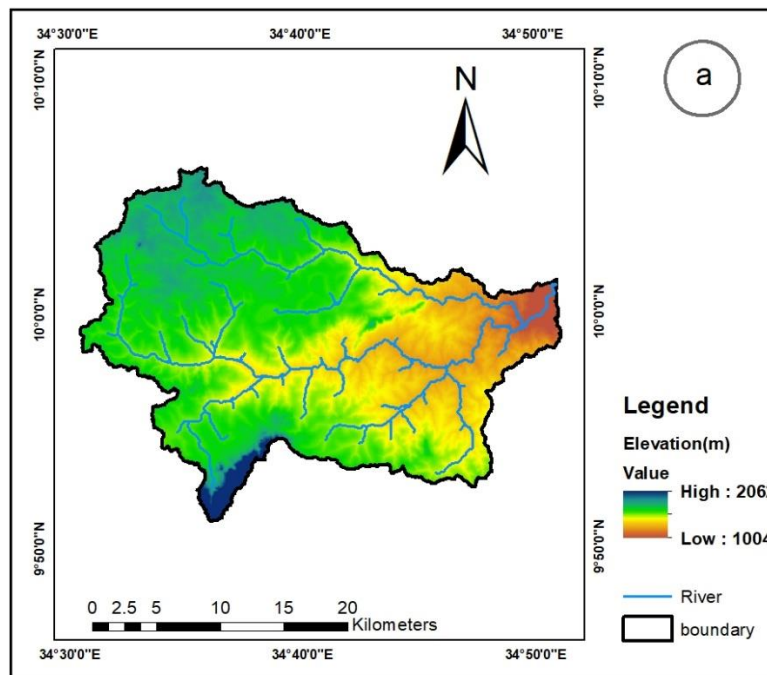 34°30'0"E 34°40'0"E 34°50'0"E
10°10'0"N
10°10'0"N
a
N
10°0'0"N
10°0'0"N
9°50'0"N
9°50'0"N
Legend
Elevation(m)
Value
High : 2062
Low : 1004
River
boundary
0 2.5 5 10 15 20
Kilometers
34°30'0"E 34°40'0"E 34°50'0"E